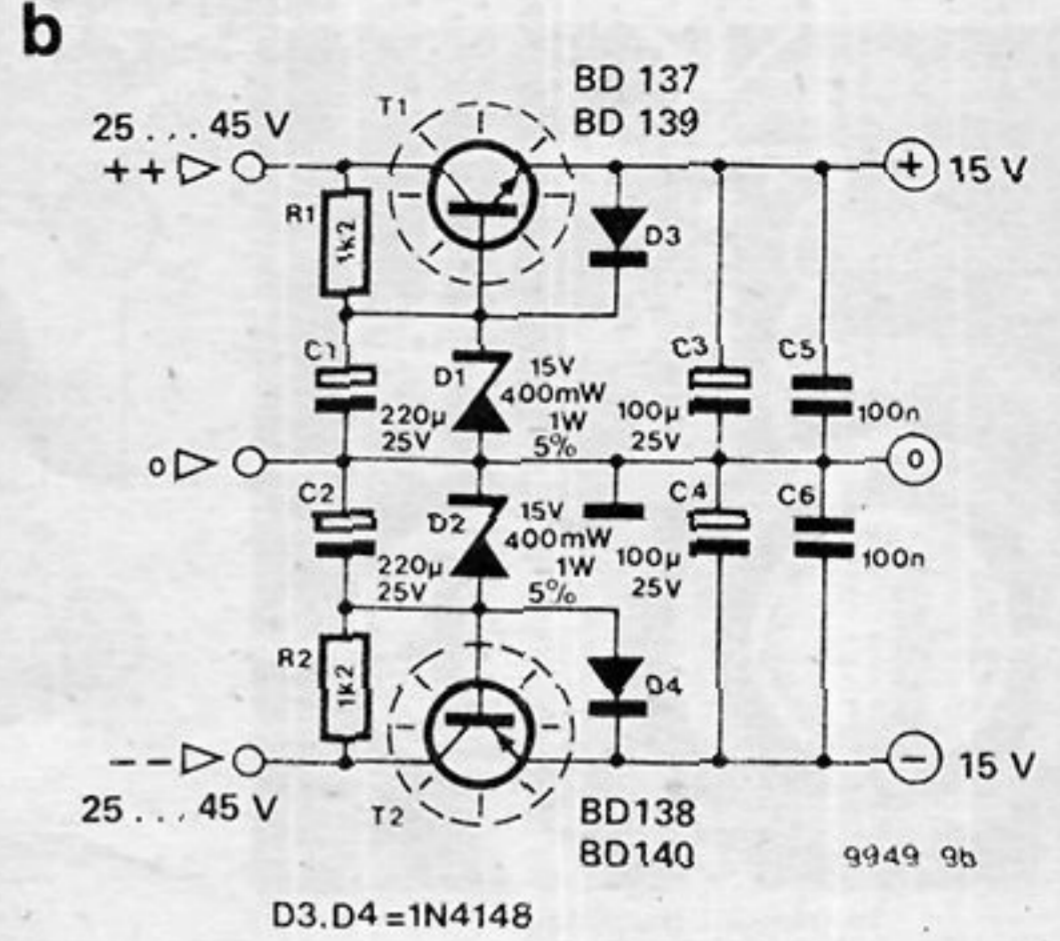 b
BD 137
BD 139
T1
25 ... 45 V
++
+
15 V
R1
1k2
D3
C1
220µ
25V
D1
15V
400mW
1W
5%
C3
100µ
25V
C5
100n
0
0
C2
220µ
25V
D2
15V
400mW
1W
5%
C4
100µ
25V
C6
100n
R2
1k2
D4
--
−
15 V
25 ... 45 V
T2
BD138
BD140
9949 9b
D3.D4=1N4148